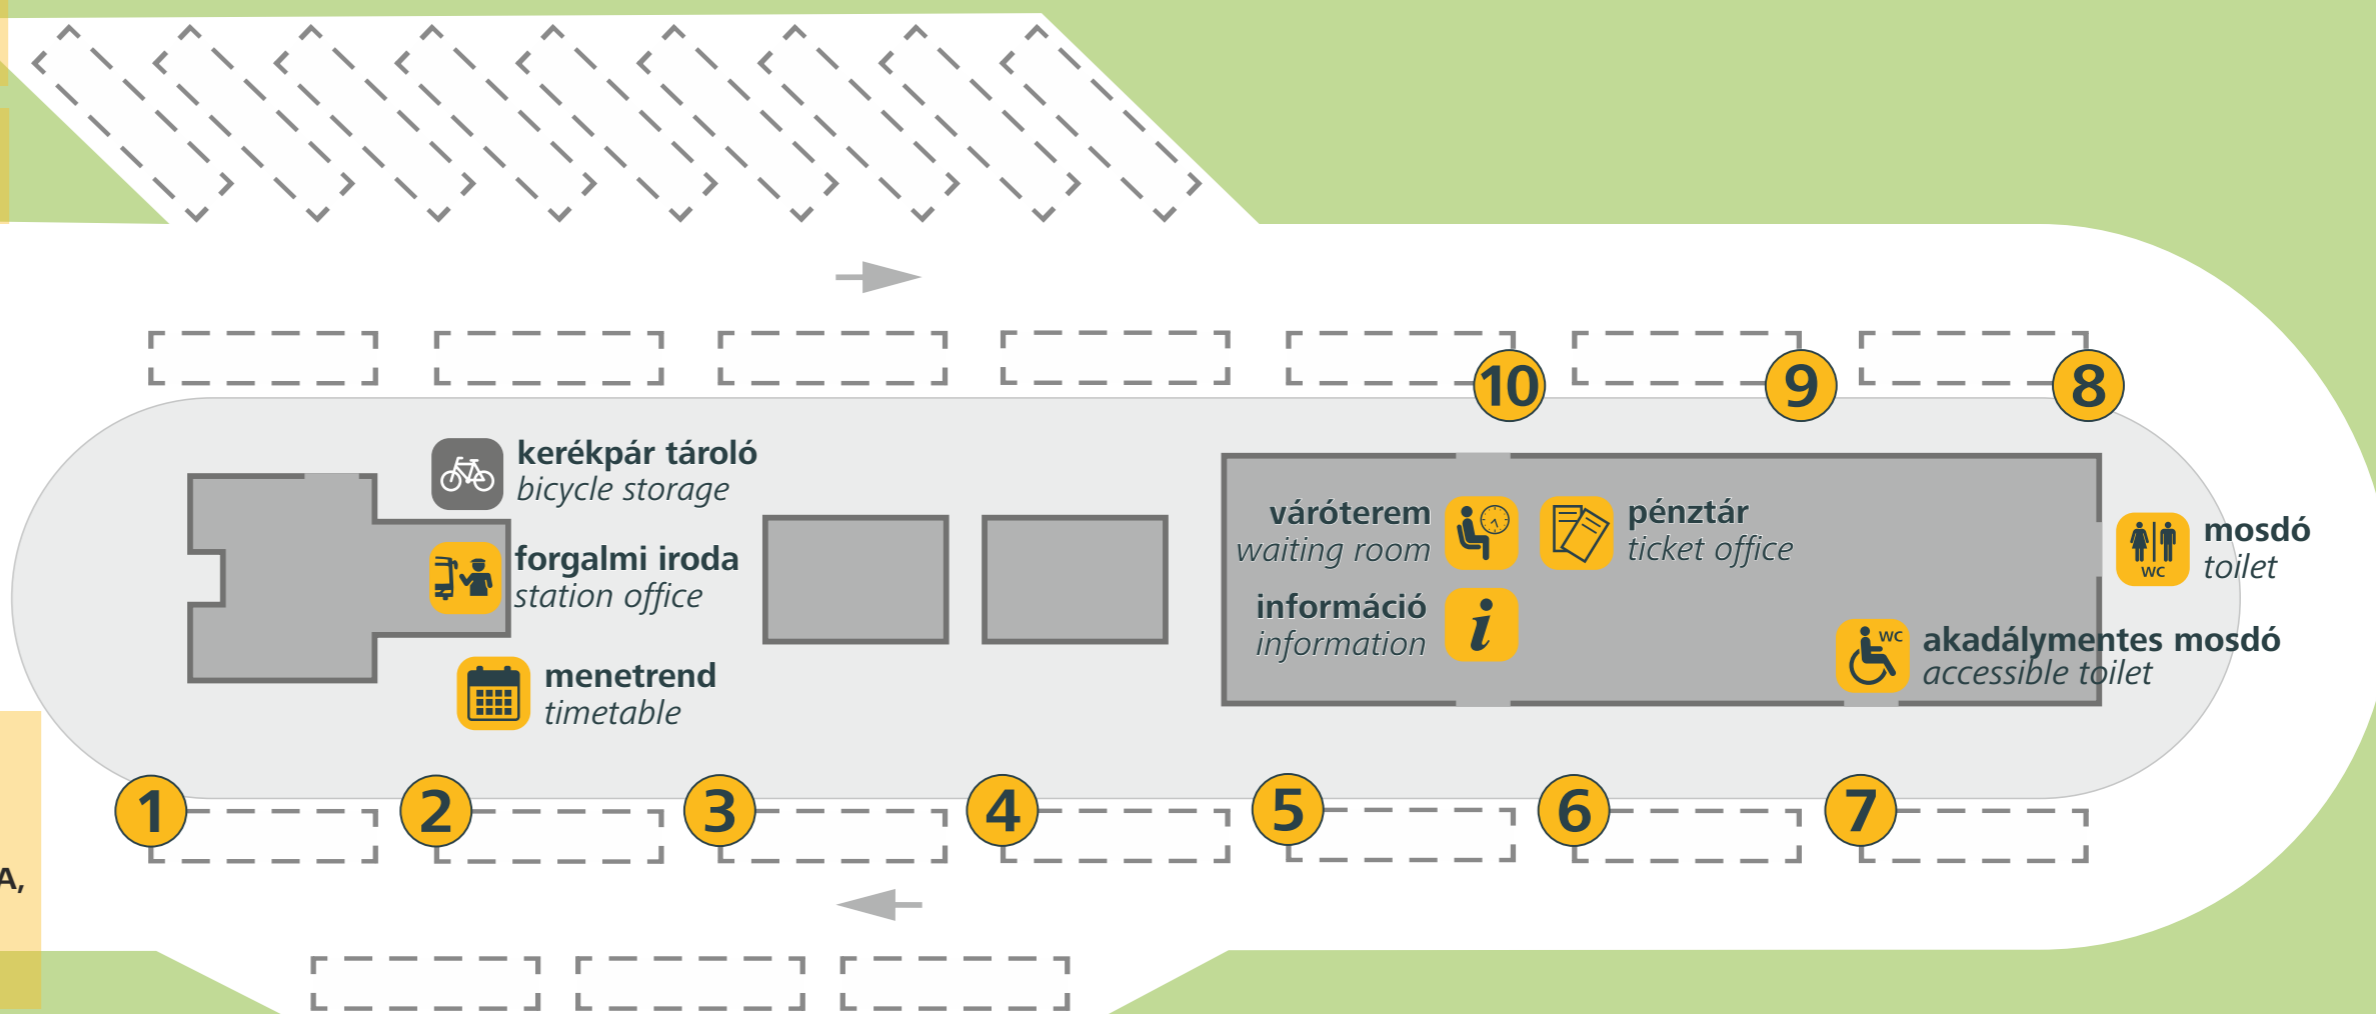 10
9
8
kerékpár tároló
bicycle storage
forgalmi iroda
station office
menetrend
timetable
váróterem
waiting room
pénztár
ticket office
információ
information
WC
mosdó
toilet
WC
akadálymentes mosdó
accessible toilet
1
2
3
4
5
6
7
A,